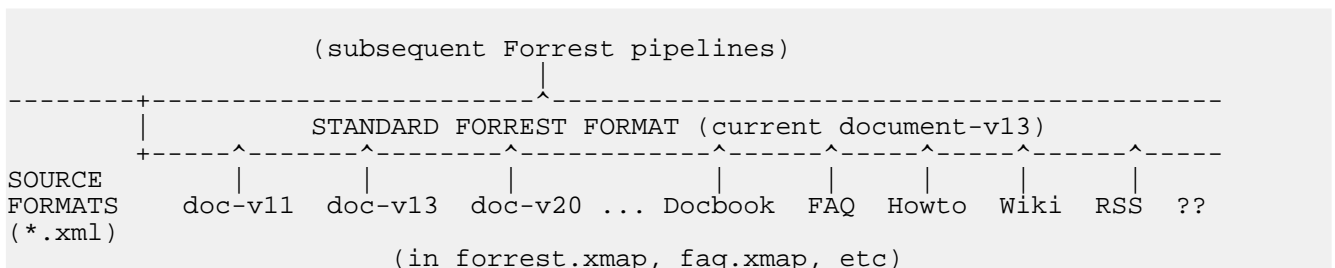 (subsequent Forrest pipelines)
STANDARD FORREST FORMAT (current document-v13)
SOURCE
FORMATS doc-v11 doc-v13 doc-v20 ... Docbook FAQ Howto Wiki RSS ??
(*.xml)
(in forrest.xmap, faq.xmap, etc)